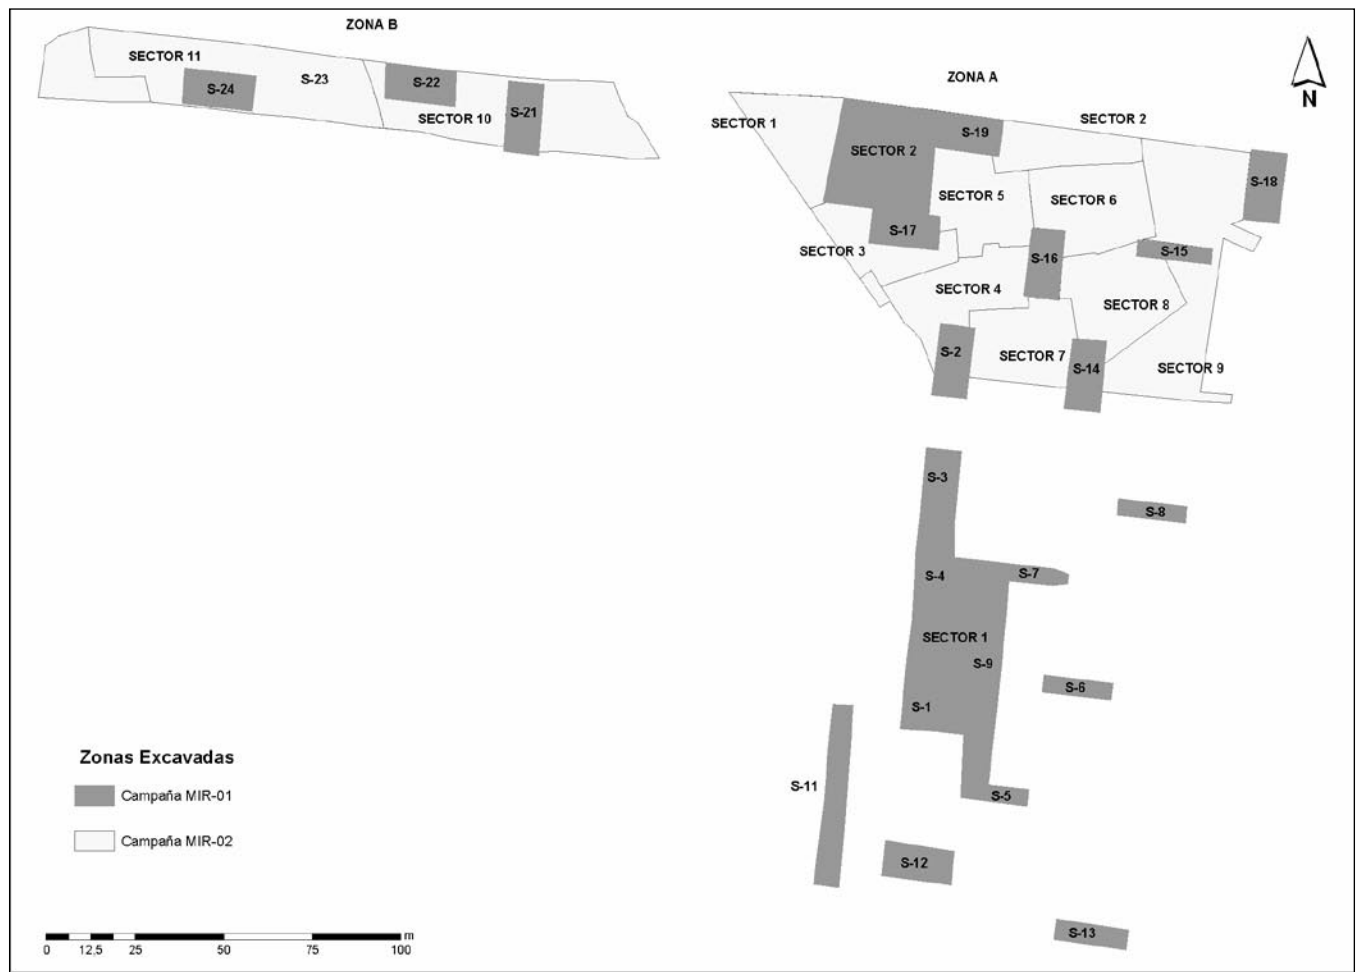 ZONA B
SECTOR 11
S-24
S-23
S-22
SECTOR 10
S-21
ZONA A
N
SECTOR 1
SECTOR 2
S-19
SECTOR 2
S-18
SECTOR 5
SECTOR 6
S-17
SECTOR 3
S-16
S-15
SECTOR 4
SECTOR 8
S-2
SECTOR 7
S-14
SECTOR 9
S-3
S-8
S-4
S-7
SECTOR 1
S-9
S-6
S-1
S-11
S-5
S-12
S-13
Zonas Excavadas
Campaña MIR-01
Campaña MIR-02
m
0 12,5 25 50 75 100